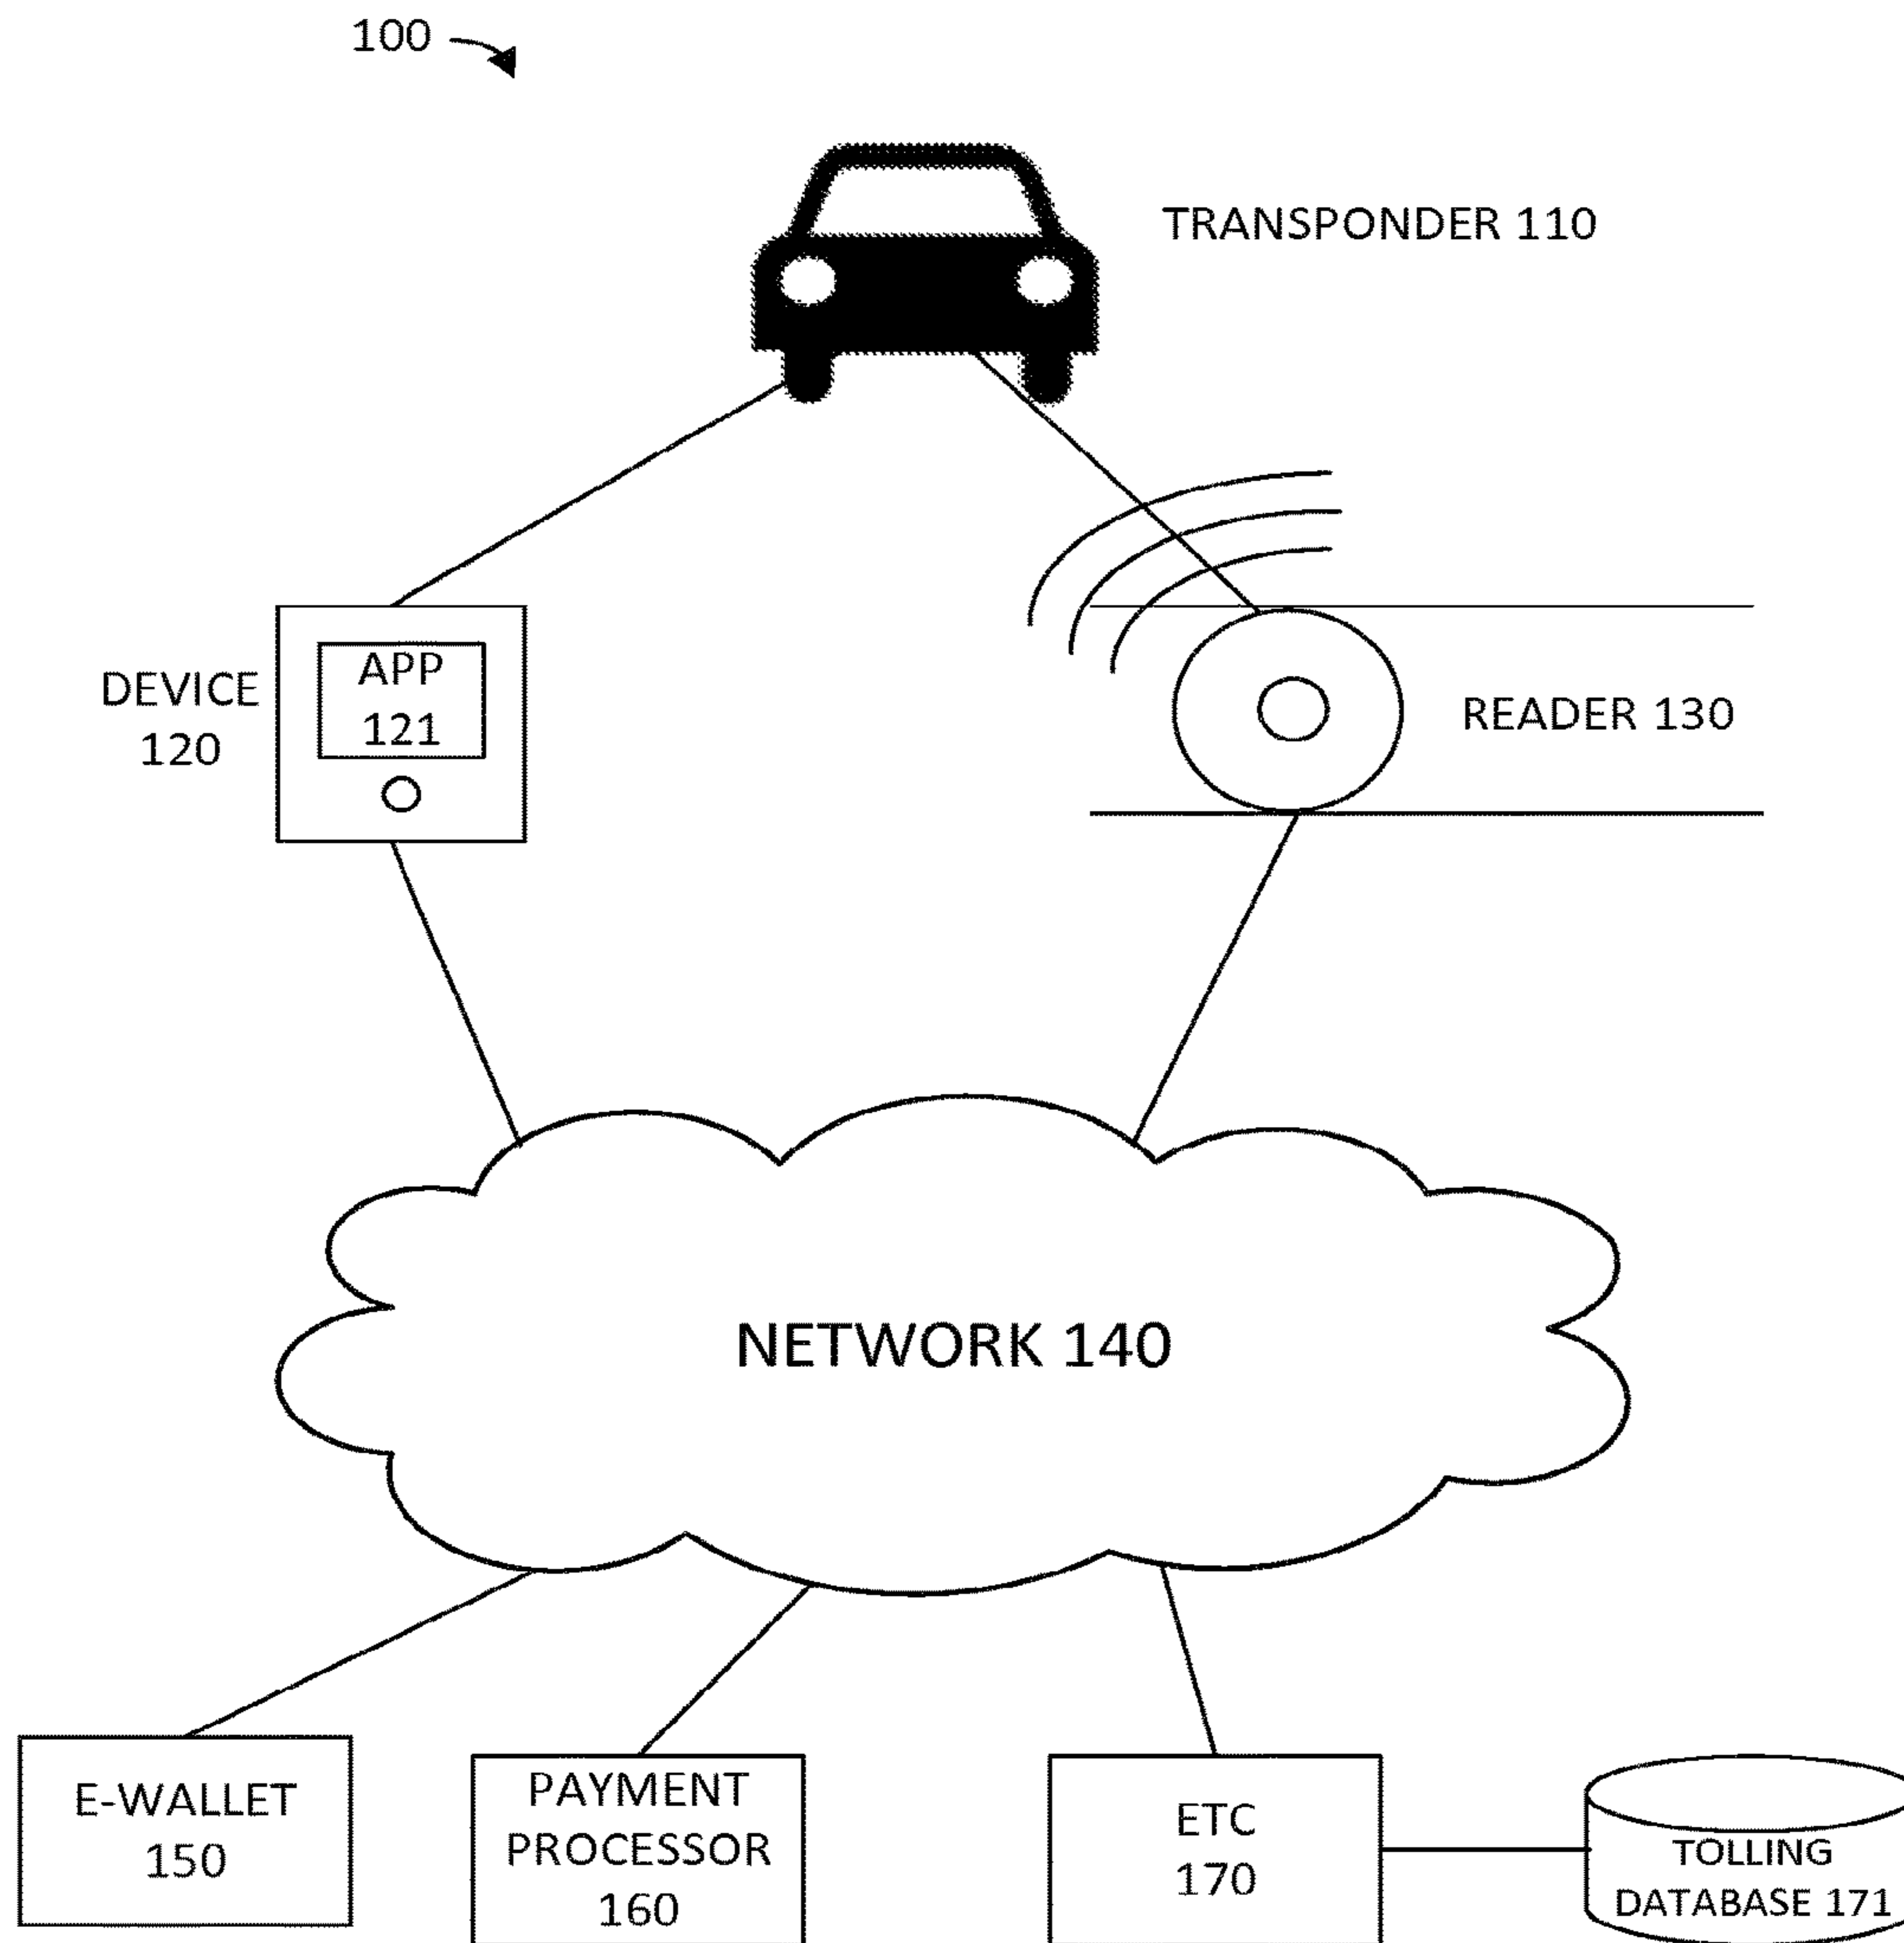 100
TRANSPONDER 110
DEVICE
120
APP
121
READER 130
NETWORK 140
E-WALLET
150
PAYMENT
PROCESSOR
160
ETC
170
TOLLING
DATABASE 171